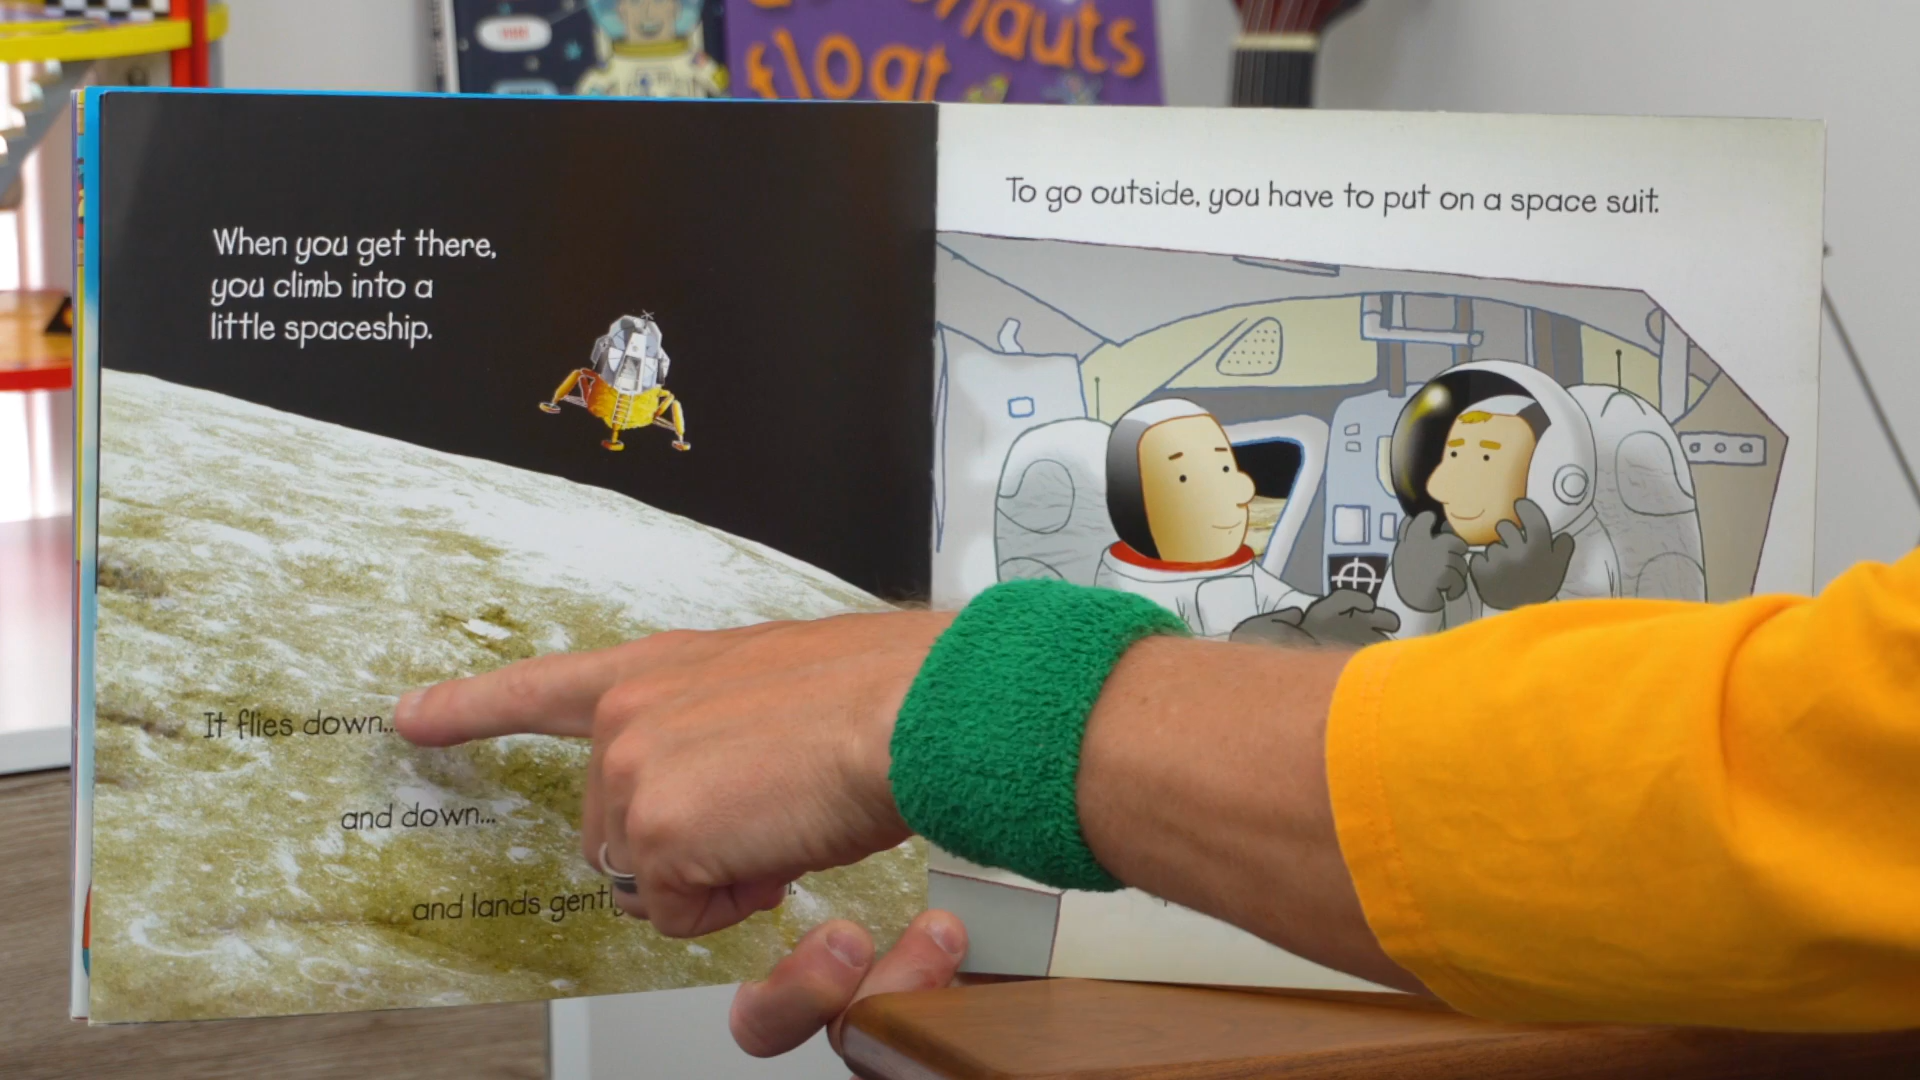 float
When you get there,
you climb into a
little spaceship.
It flies down...
and down...
and lands gently
To go outside, you have to put on a space suit.